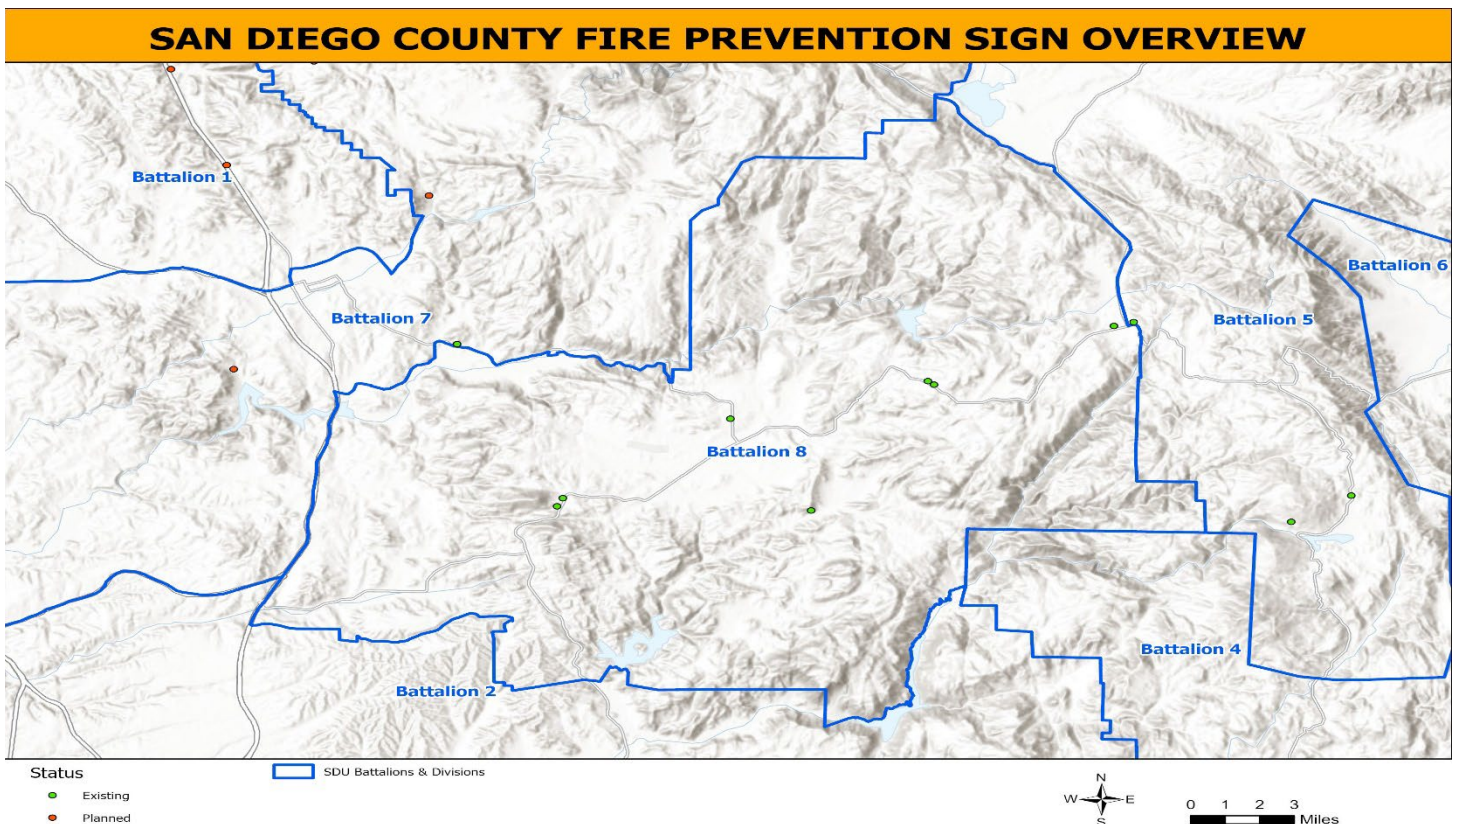 SAN DIEGO COUNTY FIRE PREVENTION SIGN OVERVIEW
Battalion 1
Battalion 6
Battalion 7
Battalion 5
Battalion 8
Battalion 4
Battalion 2
Status
Existing
Planned
SDU Battalions & Divisions
N
W E
S
0 1 2 3
Miles